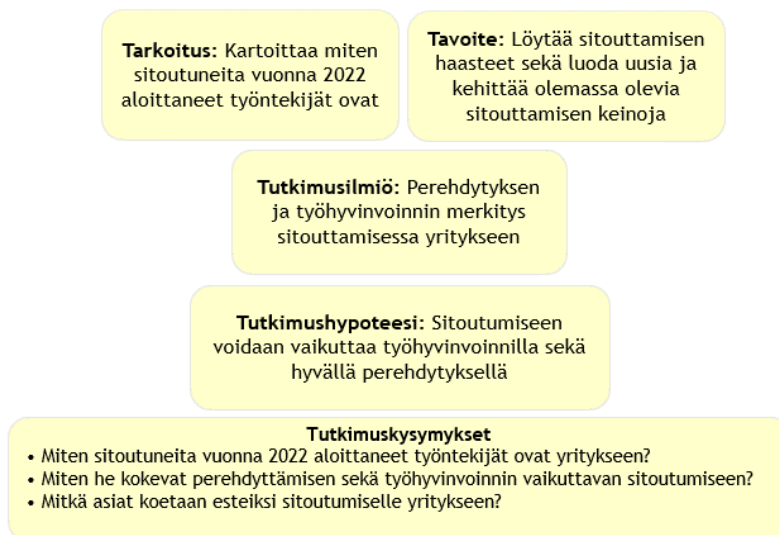 Tarkoitus: Kartoittaa miten
sitoutuneita vuonna 2022
aloittaneet työntekijät ovat
Tavoite: Löytää sitouttamisen
haasteet sekä luoda uusia ja
kehittää olemassa olevia
sitouttamisen keinoja
Tutkimusilmiö: Perehdytyksen
ja työhyvinvoinnin merkitys
sitouttamisessa yritykseen
Tutkimushypoteesi: Sitoutumiseen
voidaan vaikuttaa työhyvinvoinnilla sekä
hyvällä perehdytyksellä
Tutkimuskysymykset
• Miten sitoutuneita vuonna 2022 aloittaneet työntekijät ovat yritykseen?
• Miten he kokevat perehdyttämisen sekä työhyvinvoinnin vaikuttavan sitoutumiseen?
• Mitkä asiat koetaan esteiksi sitoutumiselle yritykseen?